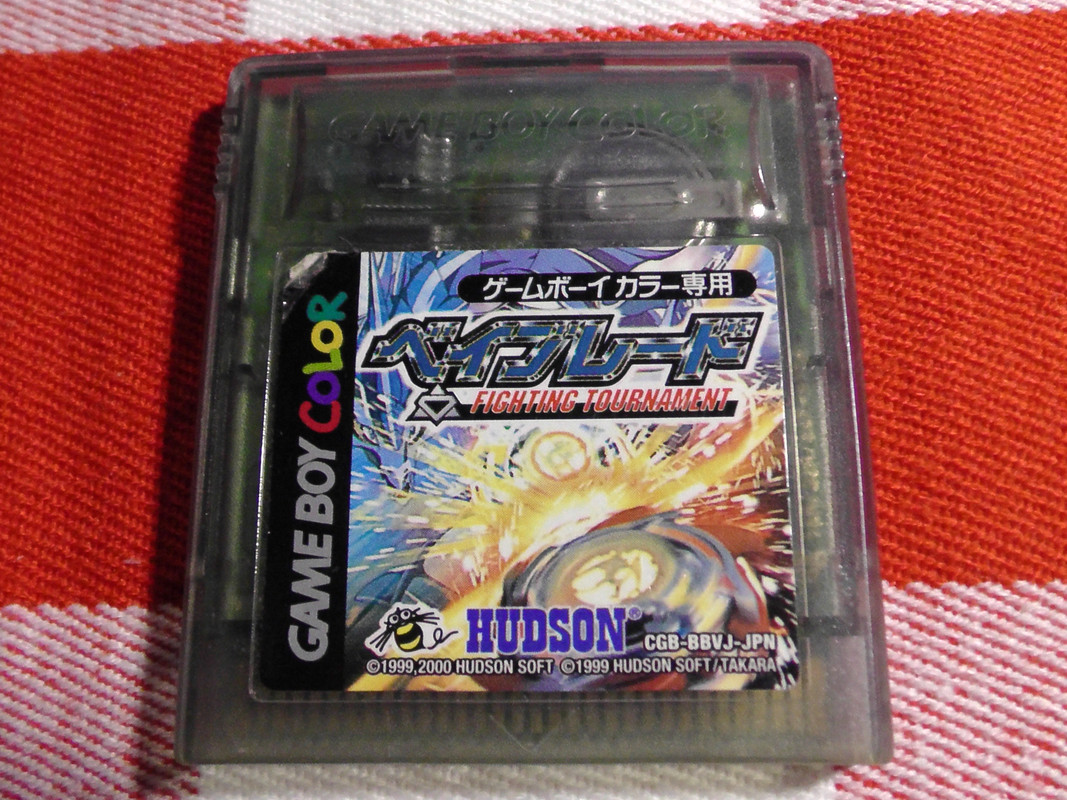 GAME BOY COLOR
GAME BOY COLOR
ゲームボーイカラー専用
ベイブレード
FIGHTING TOURNAMENT
HUDSON®
CGB-BBVJ-JPN
©1999,2000 HUDSON SOFT ©1999 HUDSON SOFT/TAKARA